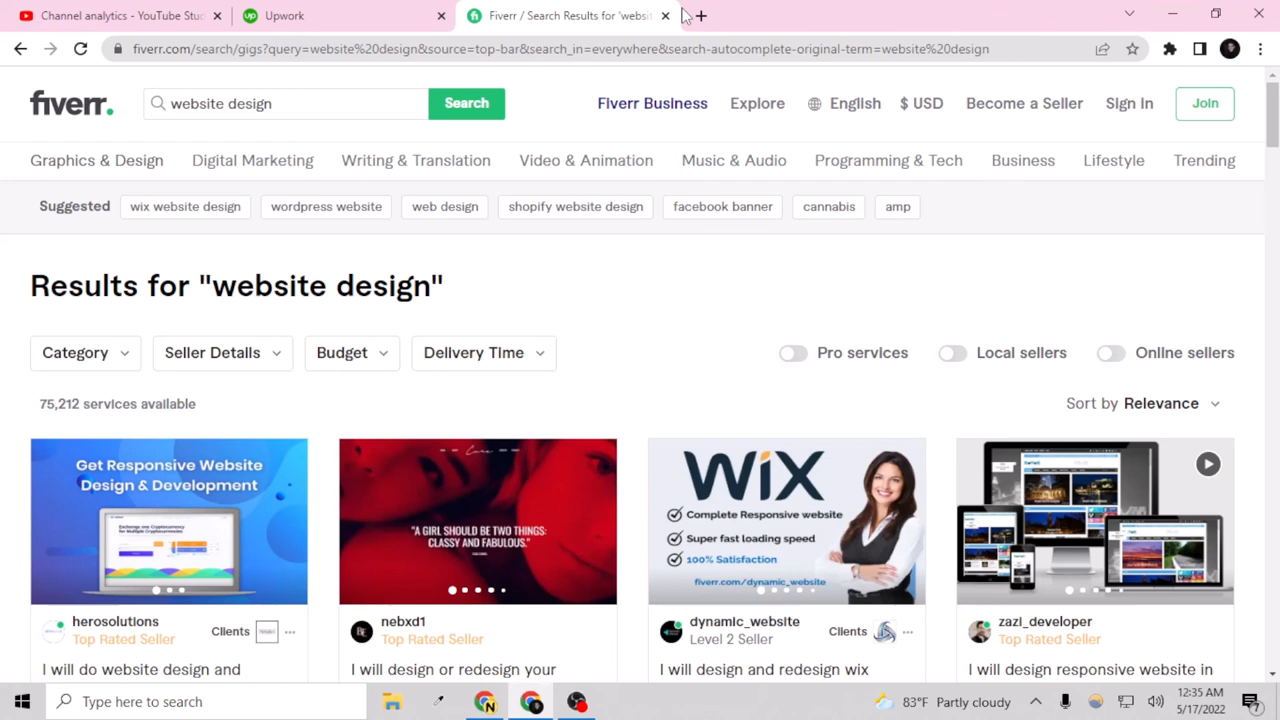 Channel analytics - YouTube Stud
Upwork
Fiverr / Search Results for 'websi
fiverr.com/search/gigs?query=website%20design&source=top-bar&search_in=everywhere&search-autocomplete-original-term=website%20design
fiverr.
website design
Search
Fiverr Business
Explore
English
$ USD
Become a Seller
Sign In
Join
Graphics & Design
Digital Marketing
Writing & Translation
Video & Animation
Music & Audio
Programming & Tech
Business
Lifestyle
Trending
Suggested
wix website design
wordpress website
web design
shopify website design
facebook banner
cannabis
amp
Results for "website design"
Category
Seller Details
Budget
Delivery Time
Pro services
Local sellers
Online sellers
75,212 services available
Sort by Relevance
Get Responsive Website
Design & Development
Exchange one Cryptocurrency
for Multiple Cryptocurrencies
"A GIRL SHOULD BE TWO THINGS:
CLASSY AND FABULOUS."
WiX
Complete Responsive website
Super fast loading speed
100% Satisfaction
fiverr.com/dynamic_website
herosolutions
Top Rated Seller
Clients
nebxd1
Top Rated Seller
dynamic_website
Level 2 Seller
Clients
zazi_developer
Top Rated Seller
I will do website design and
I will design or redesign your
I will design and redesign wix
I will design responsive website in
Type here to search
N
83°F Partly cloudy
12:35 AM
5/17/2022
7